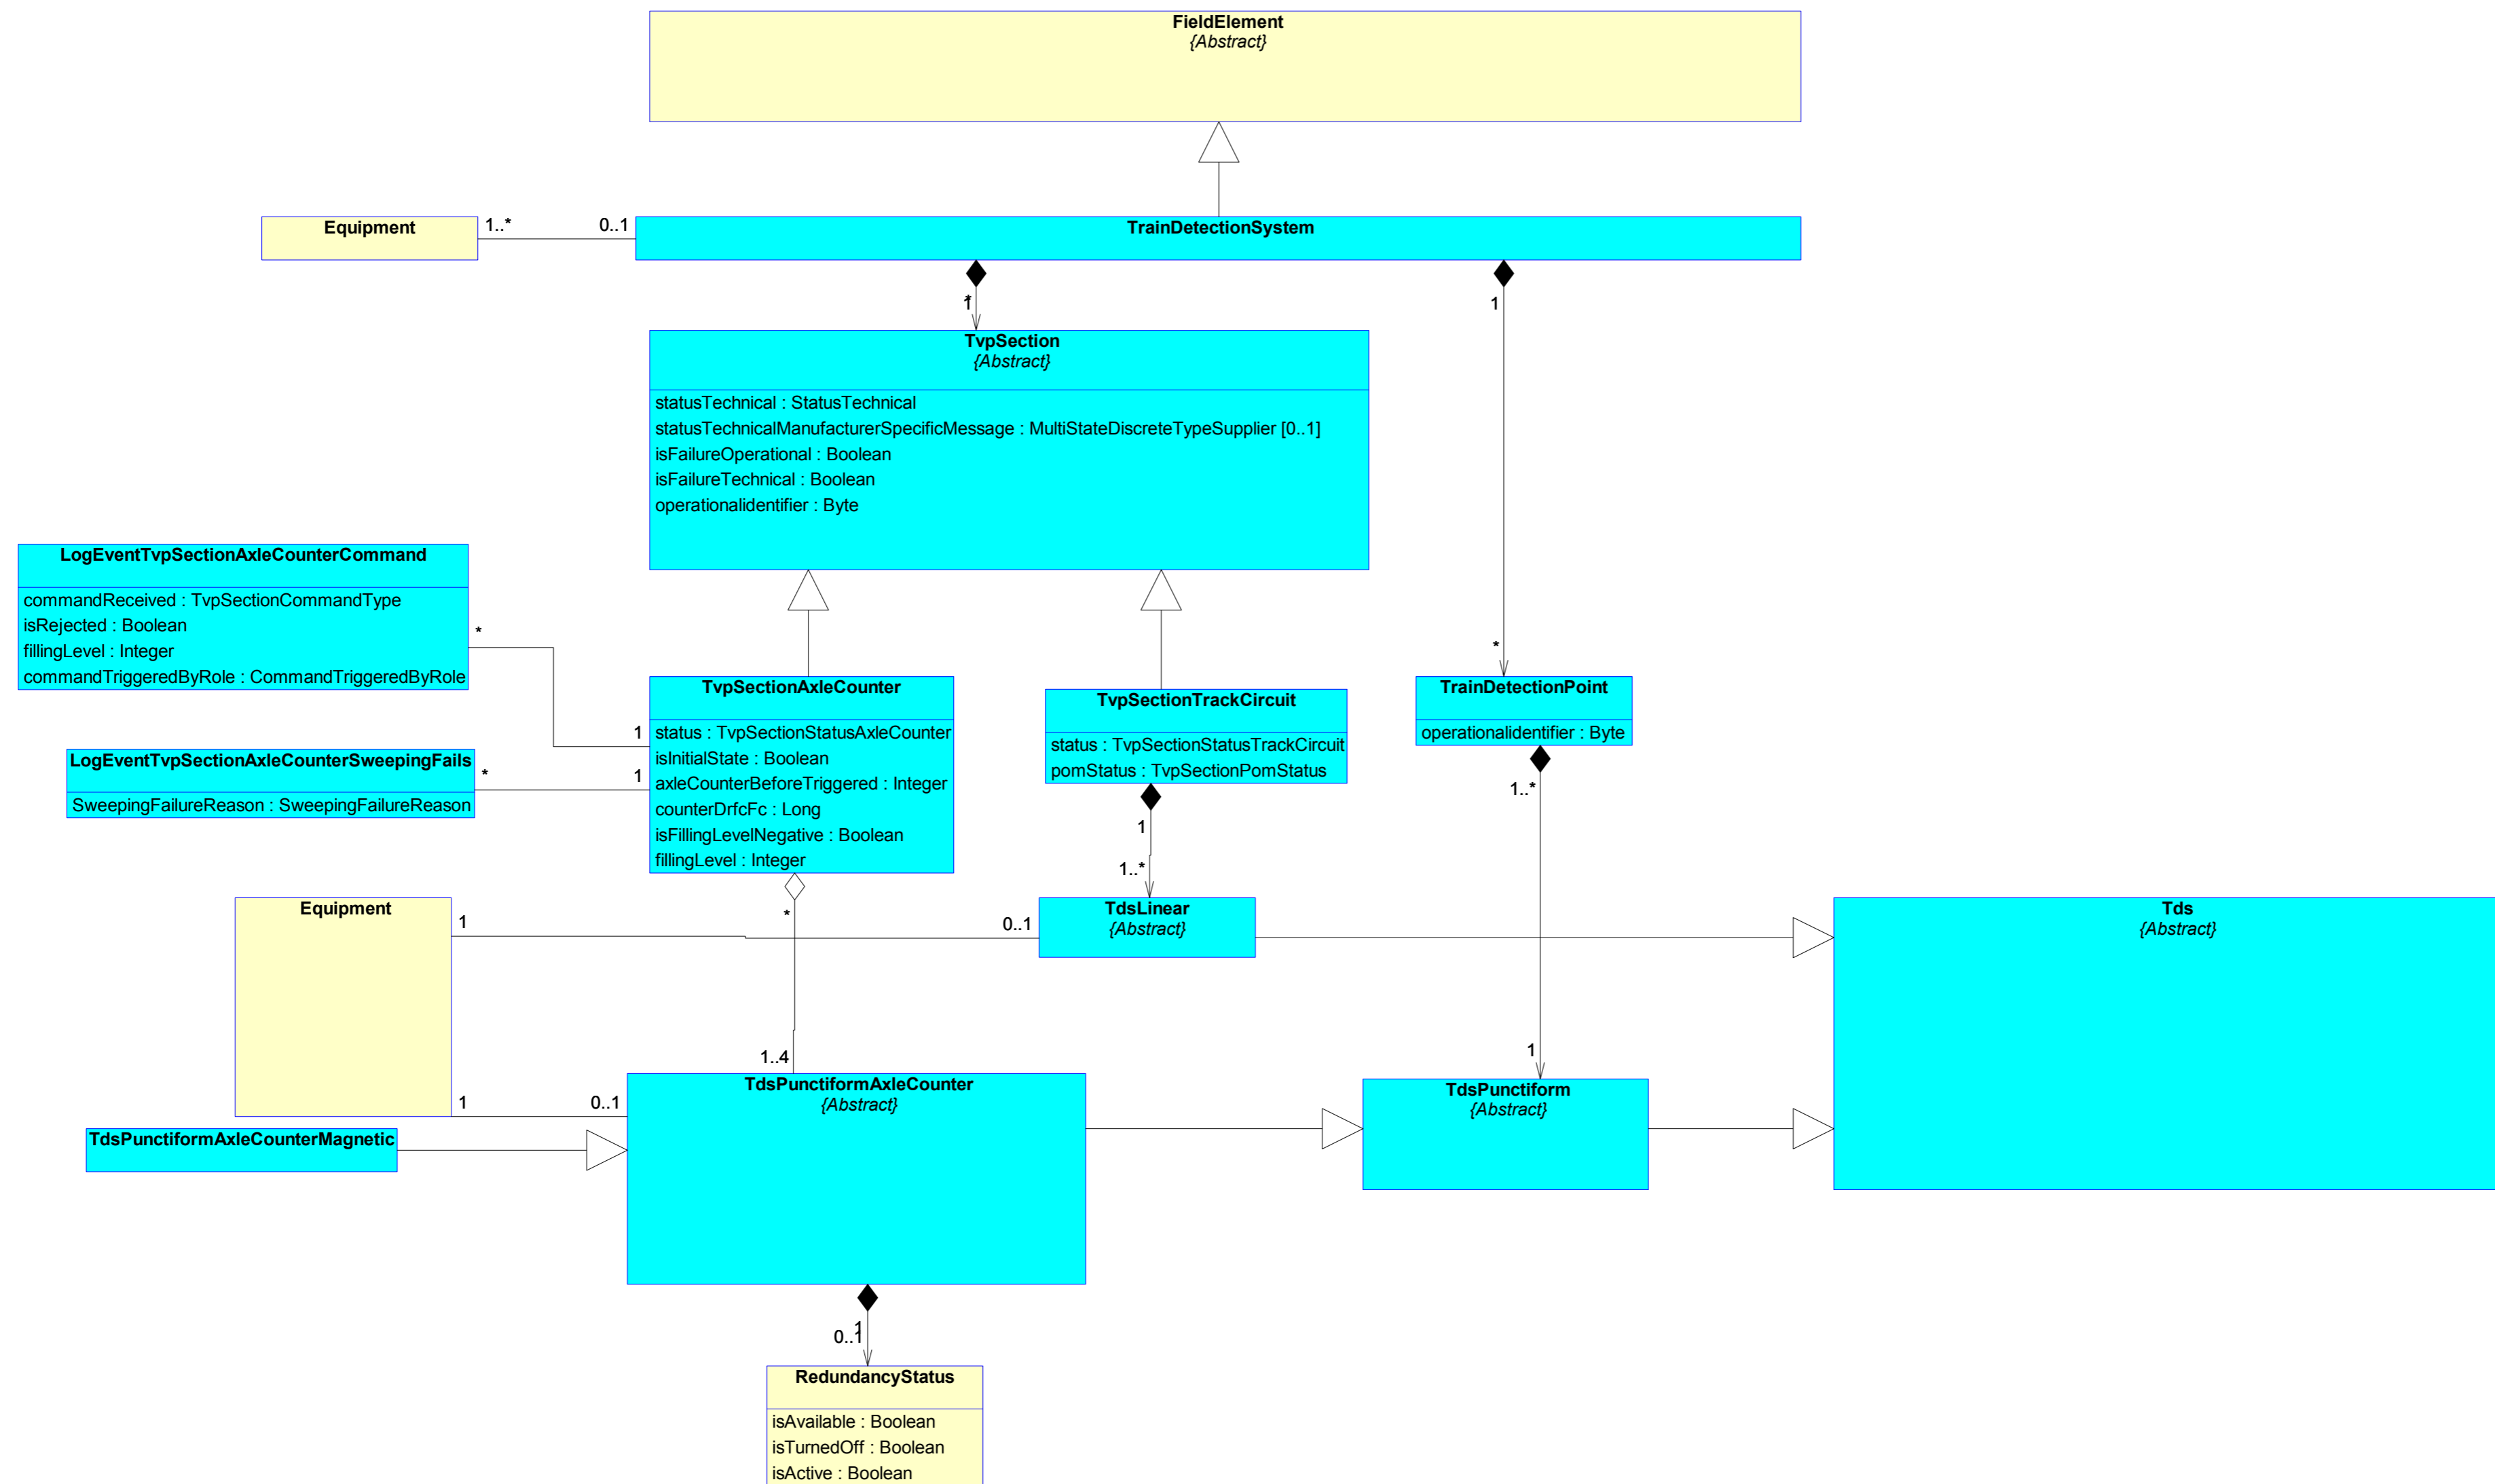 FieldElement
{Abstract}
Equipment
1..*
0..1
TrainDetectionSystem
*
1
1
TvpSection
{Abstract}
statusTechnical : StatusTechnical
statusTechnicalManufacturerSpecificMessage : MultiStateDiscreteTypeSupplier [0..1]
isFailureOperational : Boolean
isFailureTechnical : Boolean
operationalidentifier : Byte
LogEventTvpSectionAxleCounterCommand
commandReceived : TvpSectionCommandType
isRejected : Boolean
fillingLevel : Integer
commandTriggeredByRole : CommandTriggeredByRole
*
1
*
TvpSectionAxleCounter
status : TvpSectionStatusAxleCounter
isInitialState : Boolean
axleCounterBeforeTriggered : Integer
counterDrfcFc : Long
isFillingLevelNegative : Boolean
fillingLevel : Integer
TvpSectionTrackCircuit
status : TvpSectionStatusTrackCircuit
pomStatus : TvpSectionPomStatus
TrainDetectionPoint
operationalidentifier : Byte
LogEventTvpSectionAxleCounterSweepingFails
SweepingFailureReason : SweepingFailureReason
*
1
1
1..*
1..*
*
Equipment
1
0..1
TdsLinear
{Abstract}
Tds
{Abstract}
1..4
1
1
0..1
TdsPunctiformAxleCounter
{Abstract}
TdsPunctiform
{Abstract}
TdsPunctiformAxleCounterMagnetic
1
0..1
RedundancyStatus
isAvailable : Boolean
isTurnedOff : Boolean
isActive : Boolean